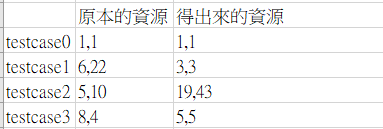 原本的資源 得出來的資源
testcase0 1,1 1,1
testcase1 6,22 3,3
testcase2 5,10 19,43
testcase3 8,4 5,5